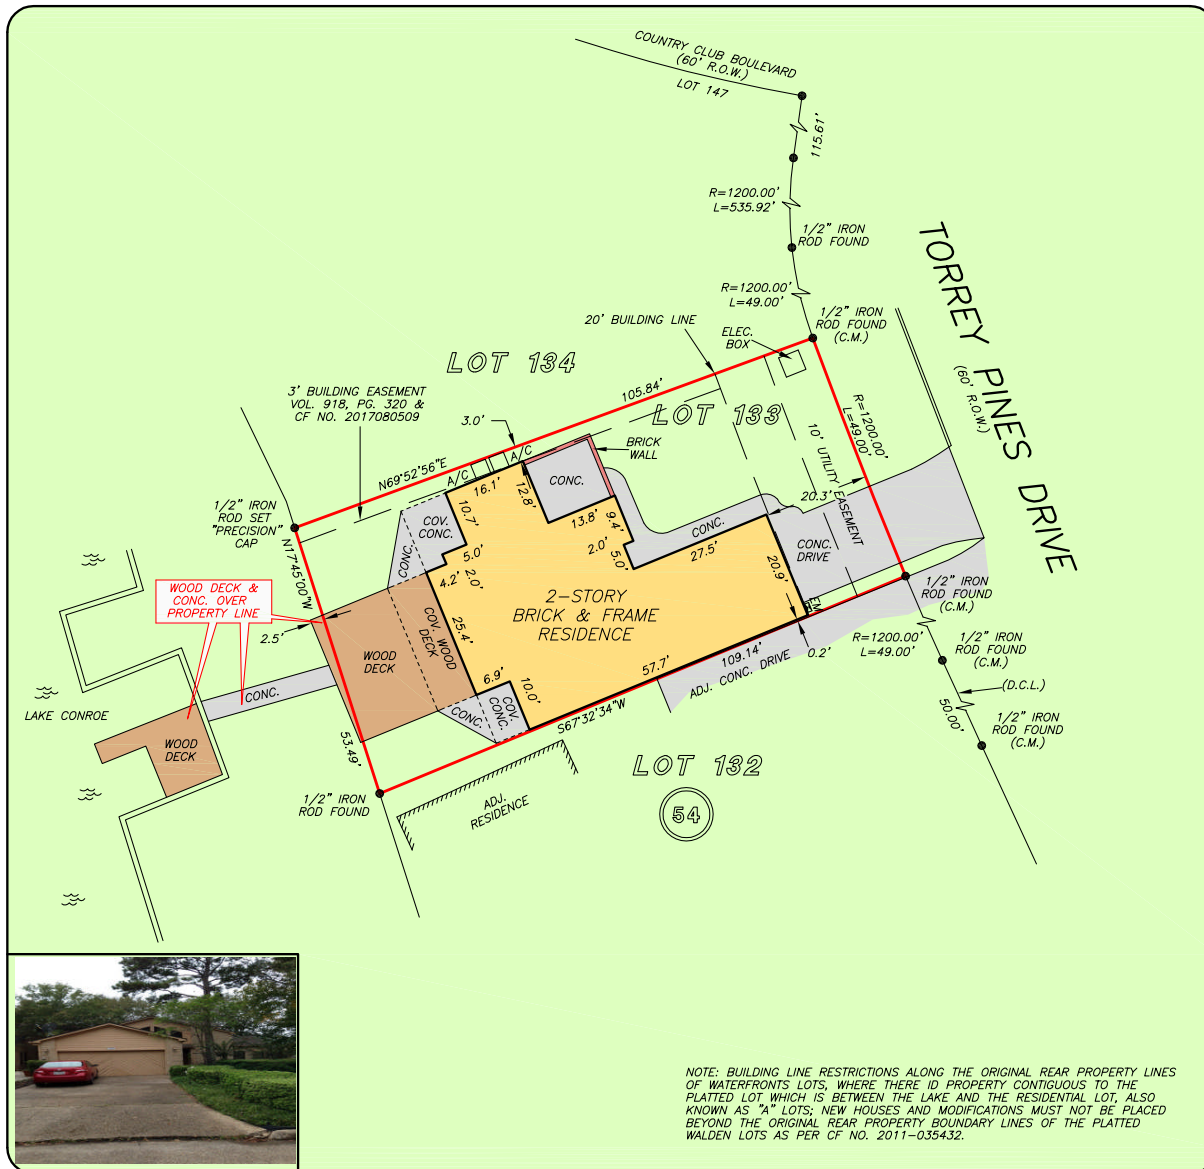 COUNTRY CLUB BOULEVARD
(60' R.O.W.)
LOT 147
115.61'
R=1200.00'
L=535.92'
1/2" IRON
ROD FOUND
R=1200.00'
L=49.00'
1/2" IRON
ROD FOUND
(C.M.)
TORREY PINES DRIVE
(60' R.O.W.)
20' BUILDING LINE
ELEC.
BOX
LOT 134
105.84'
LOT 133
3' BUILDING EASEMENT
VOL. 918, PG. 320 &
CF NO. 2017080509
3.0'
N69°52'56"E
A/C
A/C
BRICK
WALL
R=1200.00'
L=49.00'
10' UTILITY EASEMENT
16.1'
12.8'
CONC.
13.8'
9.4'
2.0'
5.0'
CONC.
27.5'
20.3'
CONC.
DRIVE
20.9'
EM
1/2" IRON
ROD SET
"PRECISION"
CAP
N17°45'00"W
COV.
CONC.
10.7'
5.0'
2.0'
4.2'
CONC.
2-STORY
BRICK & FRAME
RESIDENCE
WOOD DECK &
CONC. OVER
PROPERTY LINE
2.5'
WOOD
DECK
COV. WOOD
DECK
25.4'
6.9'
10.0'
COV.
CONC.
CONC.
57.7'
109.14'
S67°32'34"W
ADJ. CONC. DRIVE
0.2'
1/2" IRON
ROD FOUND
(C.M.)
R=1200.00'
L=49.00'
1/2" IRON
ROD FOUND
(C.M.)
(D.C.L.)
50.00'
1/2" IRON
ROD FOUND
(C.M.)
CONC.
LAKE CONROE
WOOD
DECK
53.49'
1/2" IRON
ROD FOUND
ADJ.
RESIDENCE
LOT 132
54
NOTE: BUILDING LINE RESTRICTIONS ALONG THE ORIGINAL REAR PROPERTY LINES
OF WATERFRONTS LOTS, WHERE THERE ID PROPERTY CONTIGUOUS TO THE
PLATTED LOT WHICH IS BETWEEN THE LAKE AND THE RESIDENTIAL LOT, ALSO
KNOWN AS "A" LOTS; NEW HOUSES AND MODIFICATIONS MUST NOT BE PLACED
BEYOND THE ORIGINAL REAR PROPERTY BOUNDARY LINES OF THE PLATTED
WALDEN LOTS AS PER CF NO. 2011-035432.